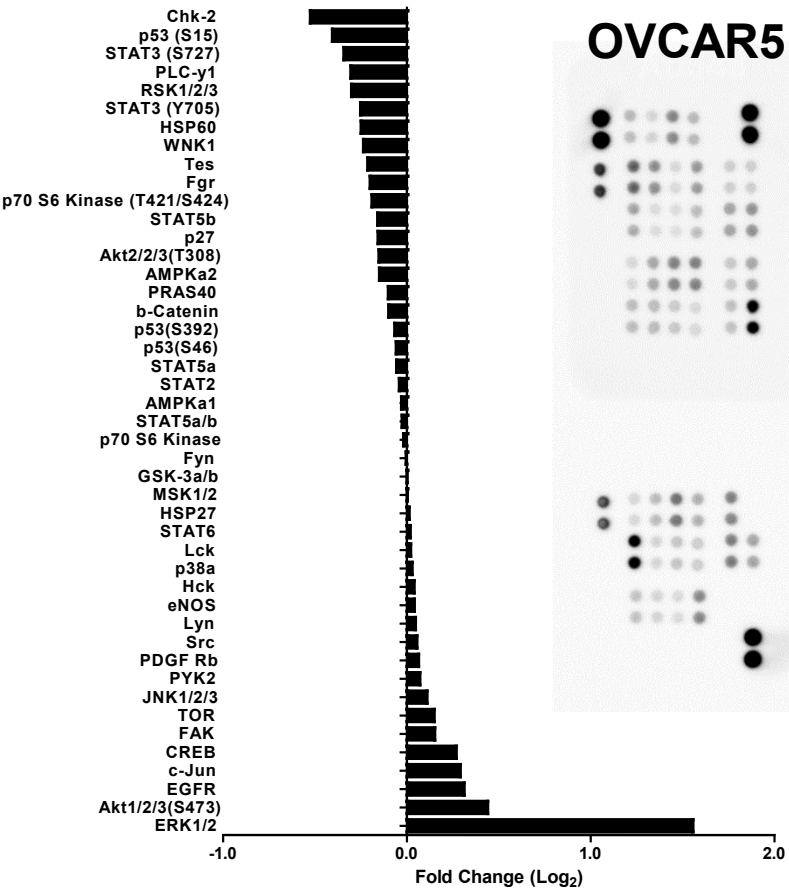 OVCAR5
Chk-2
p53 (S15)
STAT3 (S727)
PLC-y1
RSK1/2/3
STAT3 (Y705)
HSP60
WNK1
Tes
Fgr
p70 S6 Kinase (T421/S424)
STAT5b
p27
Akt2/2/3(T308)
AMPKa2
PRAS40
b-Catenin
p53(S392)
p53(S46)
STAT5a
STAT2
AMPKa1
STAT5a/b
p70 S6 Kinase
Fyn
GSK-3a/b
MSK1/2
HSP27
STAT6
Lck
p38a
Hck
eNOS
Lyn
Src
PDGF Rb
PYK2
JNK1/2/3
TOR
FAK
CREB
c-Jun
EGFR
Akt1/2/3(S473)
ERK1/2
-1.0 0.0 1.0 2.0
Fold Change (Log₂)